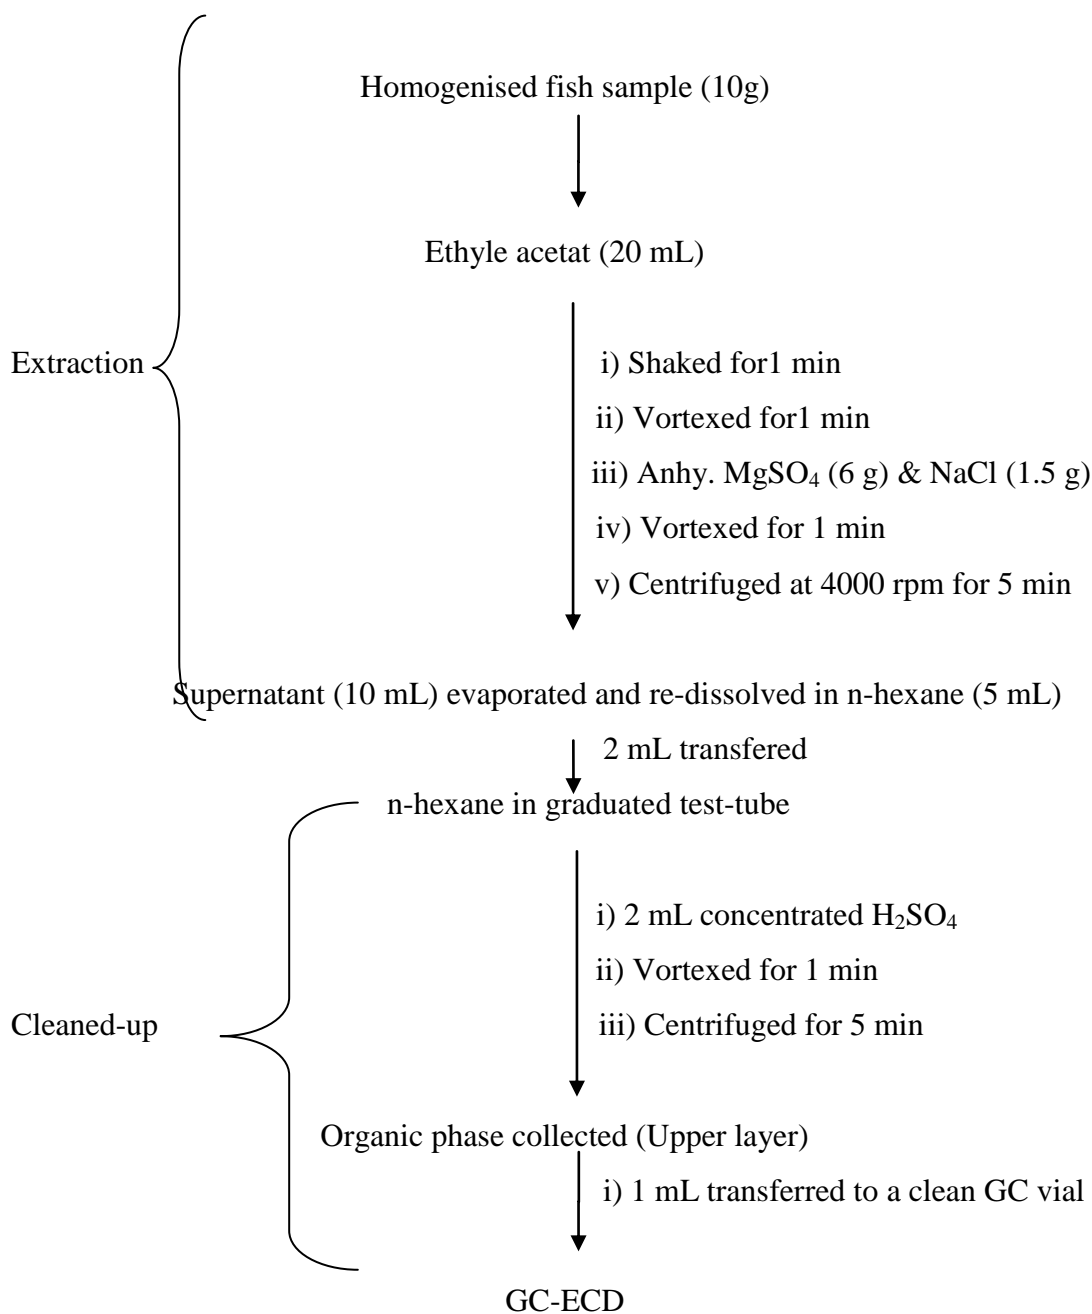 Homogenised fish sample (10g)
Ethyle acetat (20 mL)
Extraction
i) Shaked for1 min
ii) Vortexed for1 min
iii) Anhy. MgSO₄ (6 g) & NaCl (1.5 g)
iv) Vortexed for 1 min
v) Centrifuged at 4000 rpm for 5 min
Supernatant (10 mL) evaporated and re-dissolved in n-hexane (5 mL)
2 mL transfered
n-hexane in graduated test-tube
i) 2 mL concentrated H₂SO₄
ii) Vortexed for 1 min
iii) Centrifuged for 5 min
Cleaned-up
Organic phase collected (Upper layer)
i) 1 mL transferred to a clean GC vial
GC-ECD